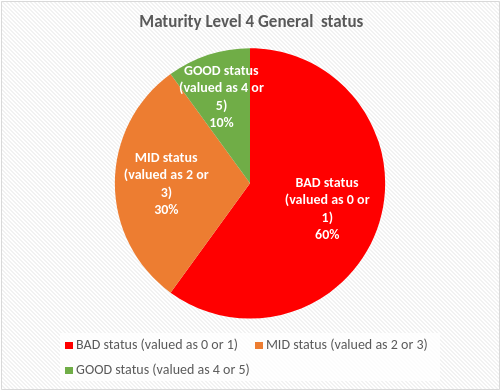 Maturity Level 4 General  status
GOOD status
(valued as 4 or
5)
10%
MID status
(valued as 2 or
3)
30%
BAD status
(valued as 0 or
1)
60%
BAD status (valued as 0 or 1)
MID status (valued as 2 or 3)
GOOD status (valued as 4 or 5)